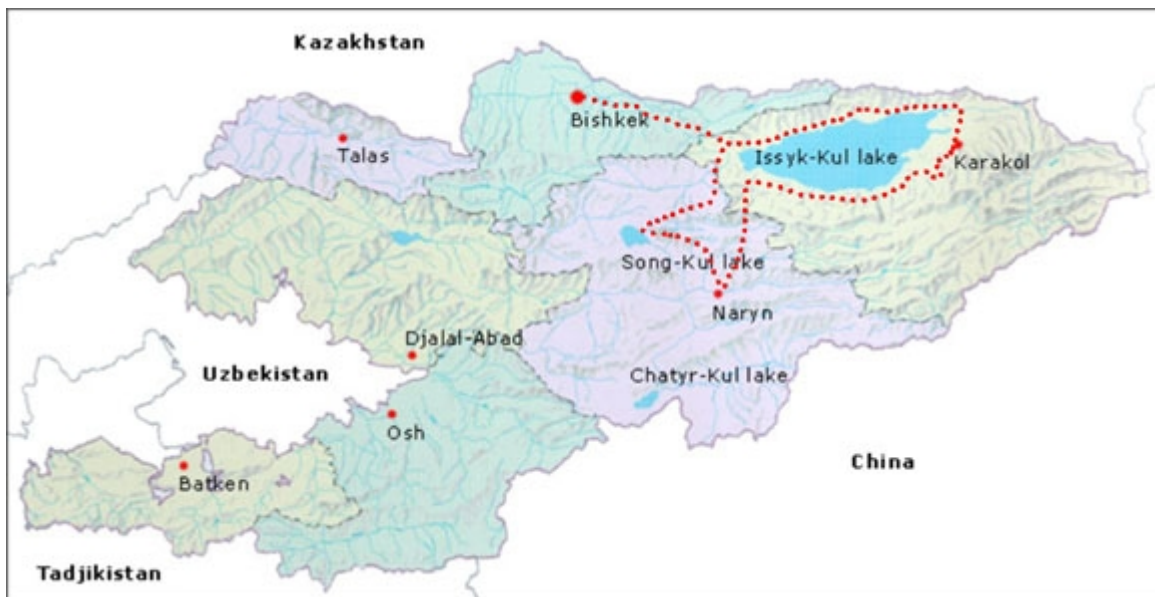 Kazakhstan
Bishkek
Talas
Issyk-Kul lake
Karakol
Song-Kul lake
Naryn
Djalal-Abad
Uzbekistan
Chatyr-Kul lake
Osh
China
Batken
Tadjikistan